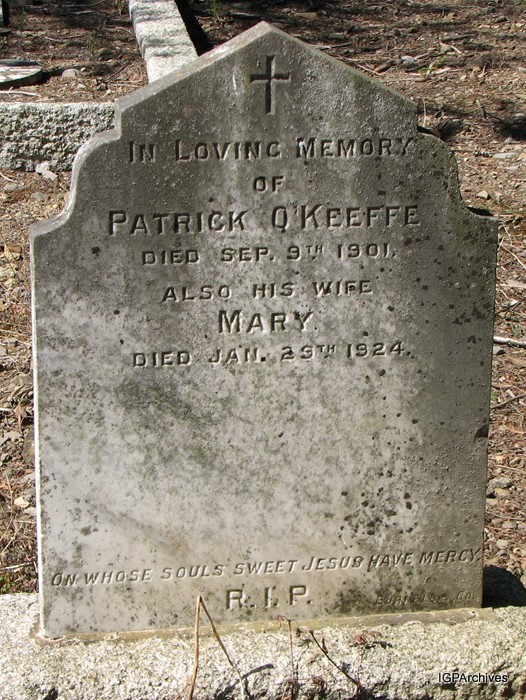 IN LOVING MEMORY
OF
PATRICK O'KEEFFE
DIED SEP. 9TH 1901.
ALSO HIS WIFE
MARY.
DIED JAN. 29TH 1924.
ON WHOSE SOULS SWEET JESUS HAVE MERCY.
R.I.P.
IGPArchives